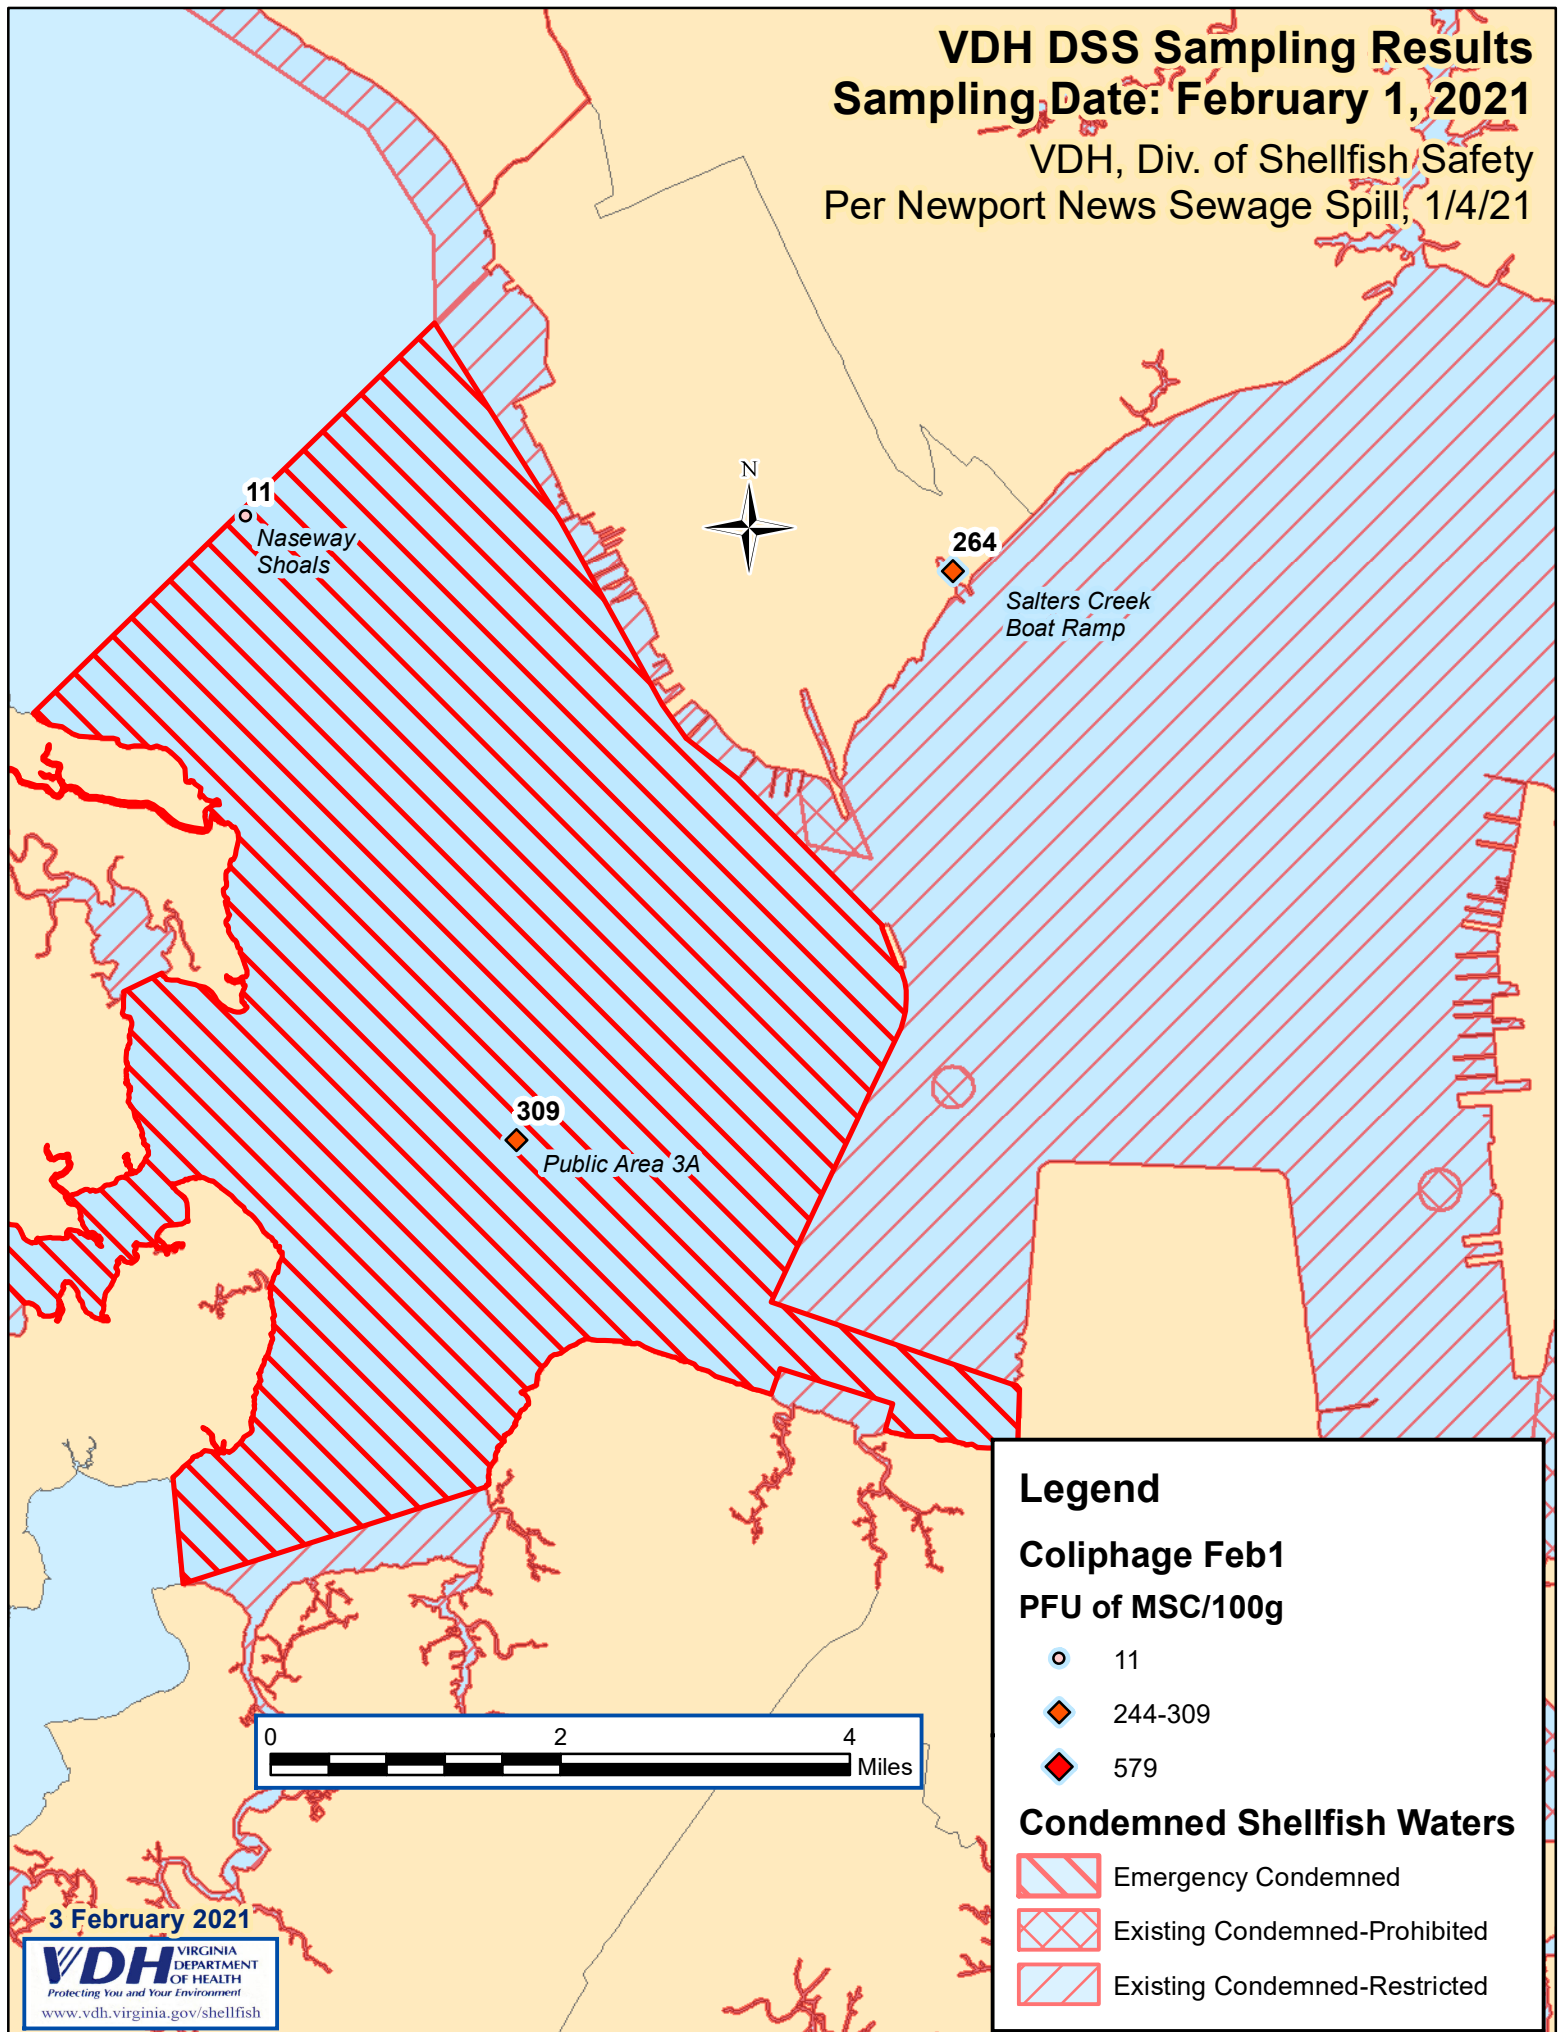 VDH DSS Sampling Results
Sampling Date: February 1, 2021
VDH, Div. of Shellfish Safety
Per Newport News Sewage Spill, 1/4/21
N
11
Naseway
Shoals
264
Salters Creek
Boat Ramp
309
Public Area 3A
Legend
Coliphage Feb1
PFU of MSC/100g
11
244-309
579
Condemned Shellfish Waters
Emergency Condemned
Existing Condemned-Prohibited
Existing Condemned-Restricted
0 2 4
Miles
3 February 2021
VDH VIRGINIA
DEPARTMENT
OF HEALTH
Protecting You and Your Environment
www.vdh.virginia.gov/shellfish